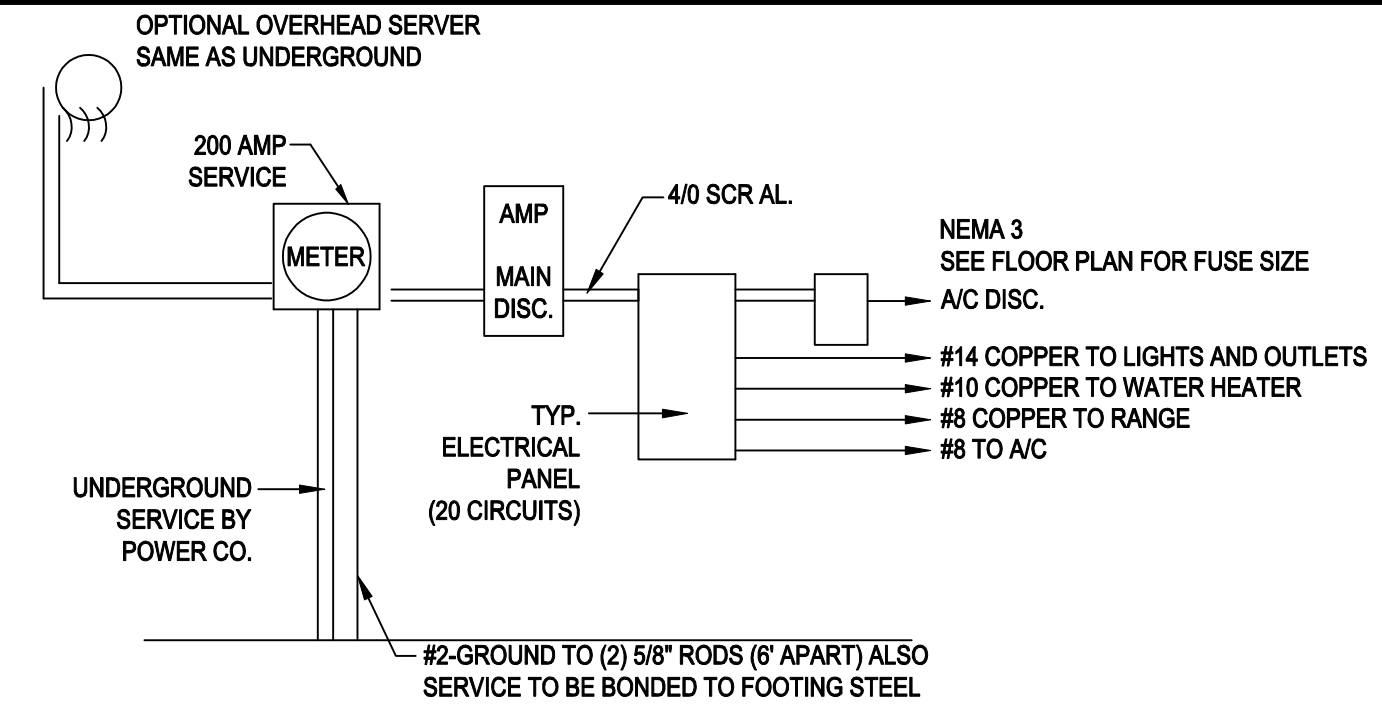 OPTIONAL OVERHEAD SERVER
SAME AS UNDERGROUND
200 AMP
SERVICE
METER
AMP
MAIN
DISC.
4/0 SCR AL.
NEMA 3
SEE FLOOR PLAN FOR FUSE SIZE
A/C DISC.
#14 COPPER TO LIGHTS AND OUTLETS
#10 COPPER TO WATER HEATER
#8 COPPER TO RANGE
#8 TO A/C
TYP.
ELECTRICAL
PANEL
(20 CIRCUITS)
UNDERGROUND
SERVICE BY
POWER CO.
#2-GROUND TO (2) 5/8" RODS (6' APART) ALSO
SERVICE TO BE BONDED TO FOOTING STEEL